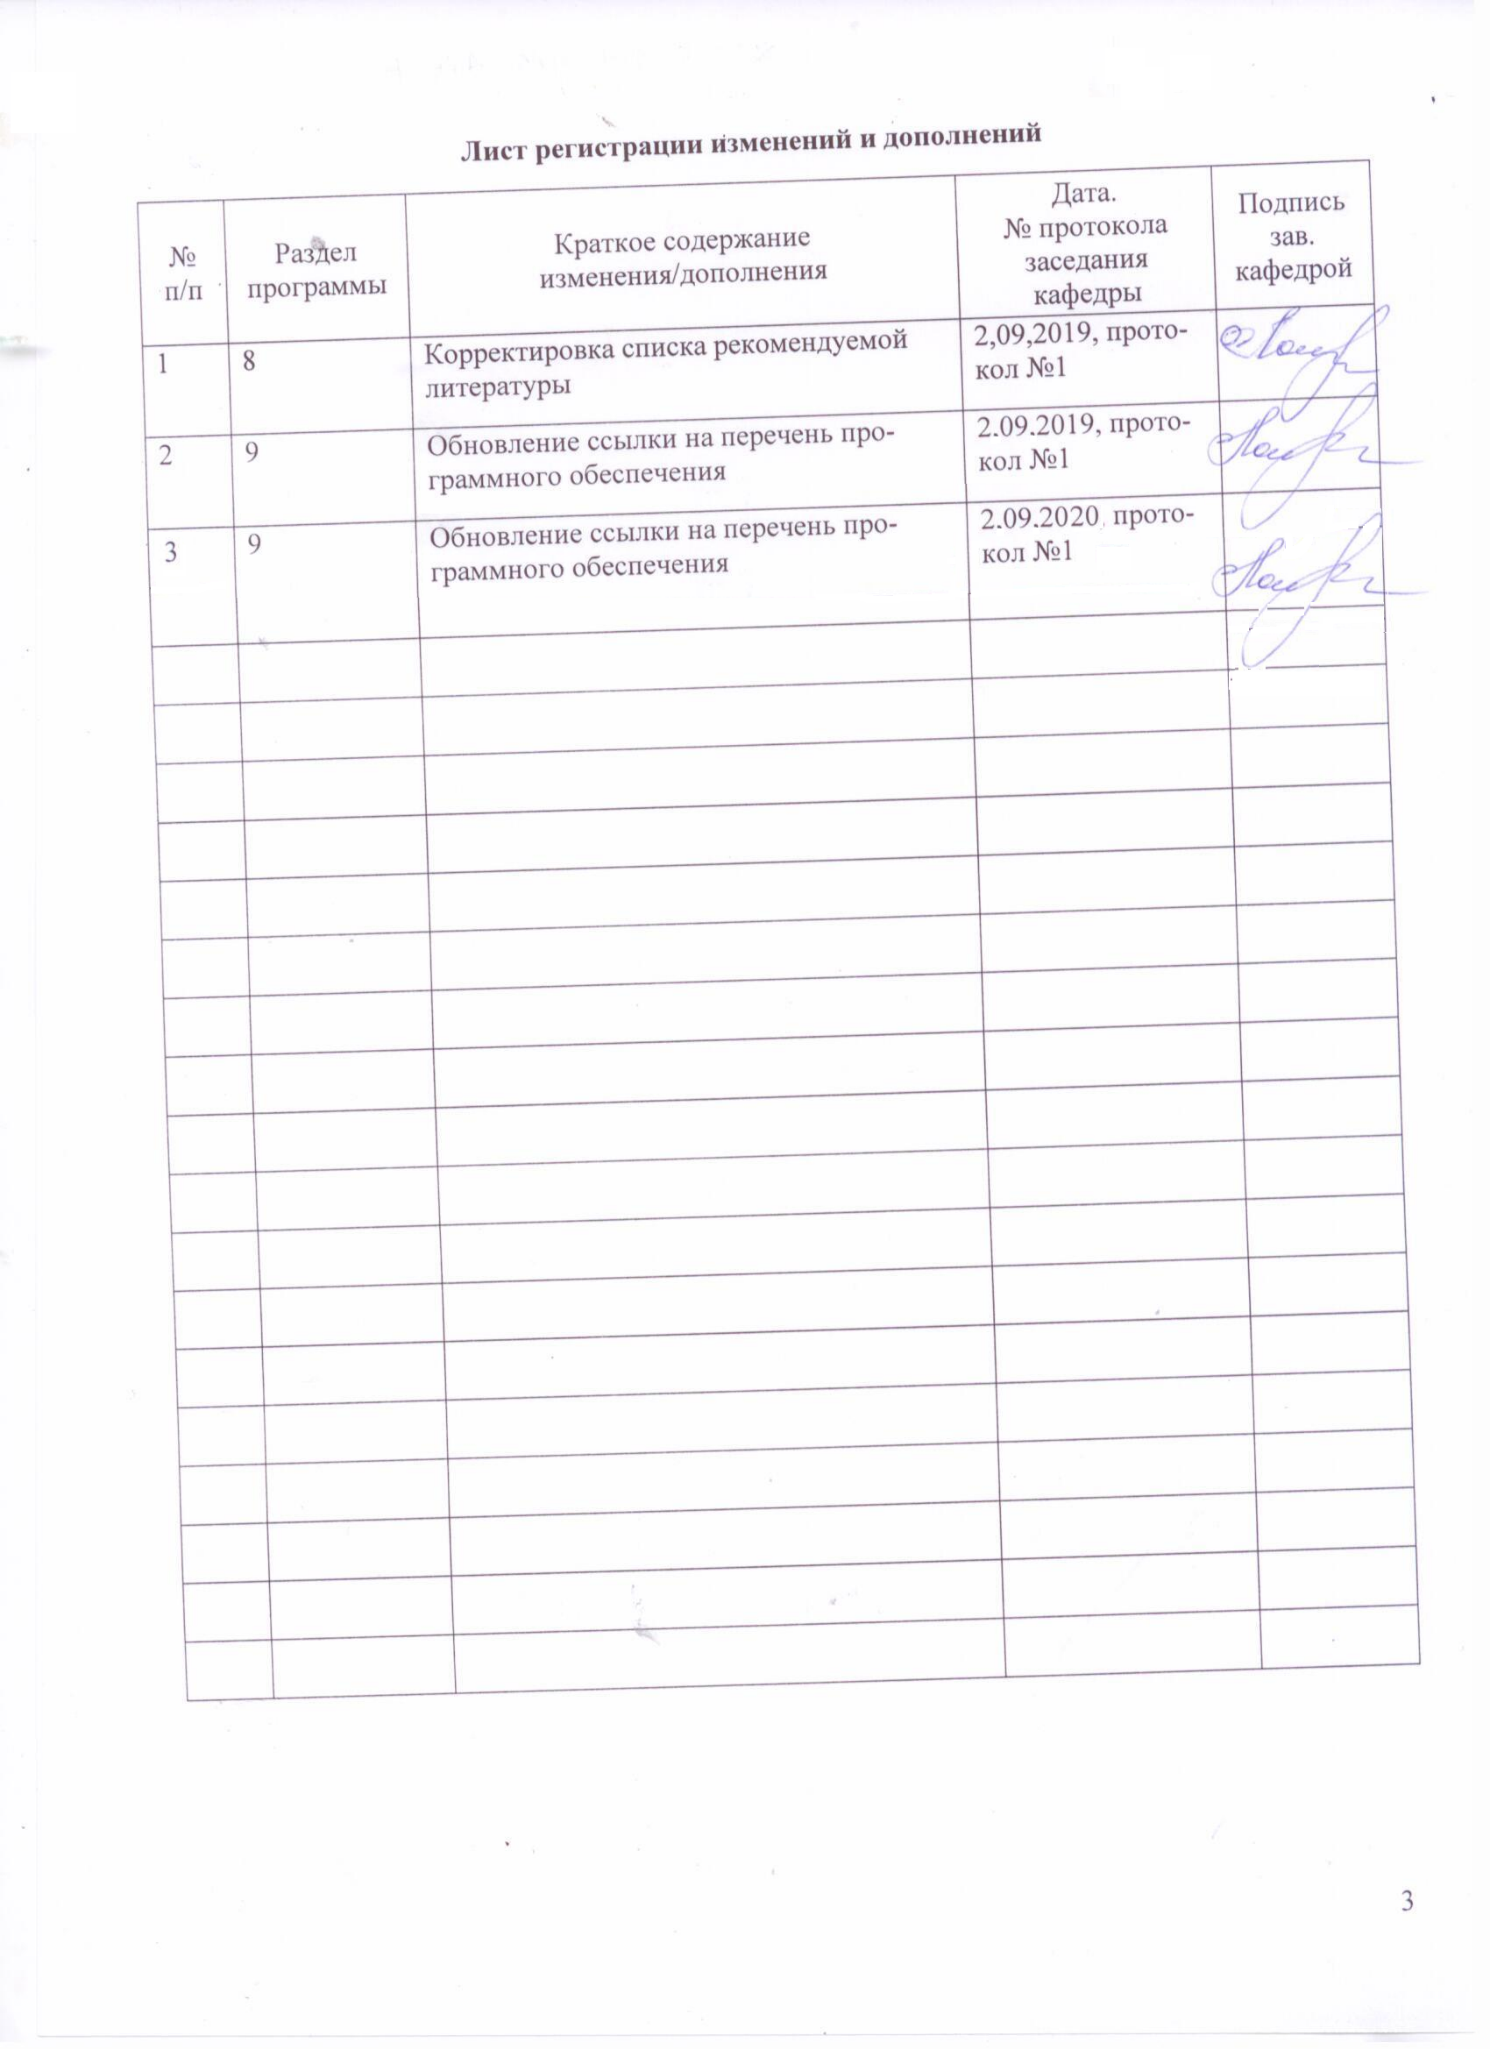 Лист регистрации изменений и дополнений
№
п/п
Раздел
программы
Краткое содержание
изменения/дополнения
Дата.
№ протокола
заседания
кафедры
Подпись
зав.
кафедрой
1
8
Корректировка списка рекомендуемой
литературы
2,09,2019, прото-
кол №1
2
9
Обновление ссылки на перечень про-
граммного обеспечения
2.09.2019, прото-
кол №1
3
9
Обновление ссылки на перечень про-
граммного обеспечения
2.09.2020, прото-
кол №1
3